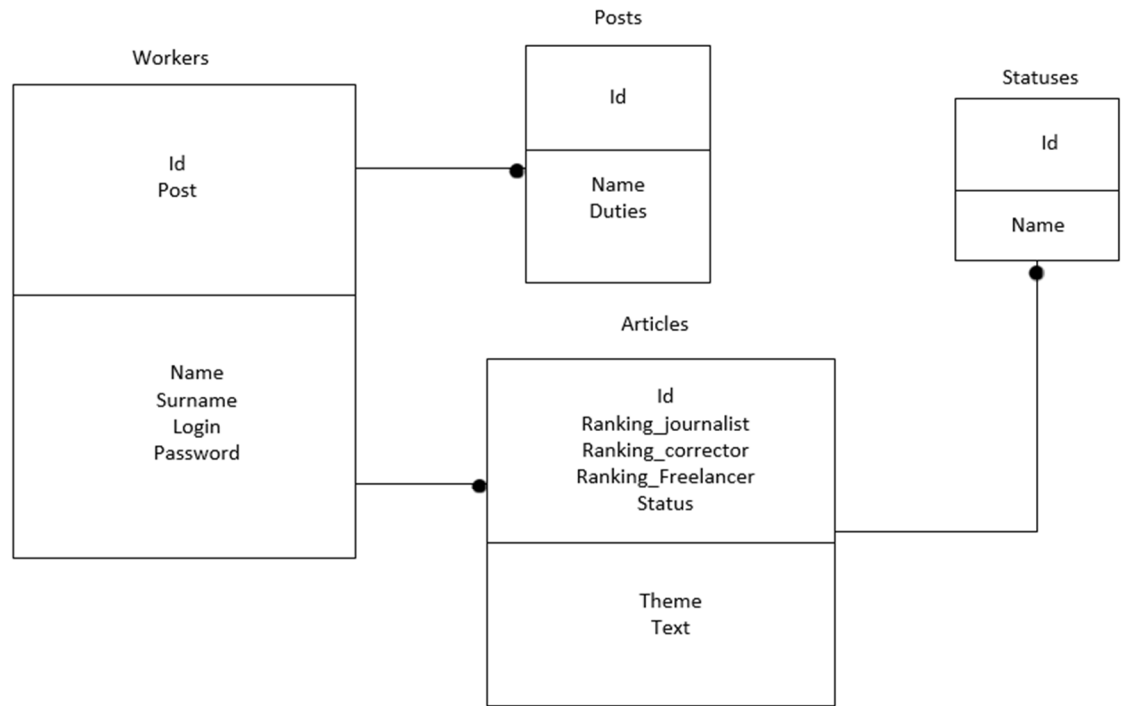 Workers
Id
Post
Name
Surname
Login
Password
Posts
Id
Name
Duties
Articles
Id
Ranking_journalist
Ranking_corrector
Ranking_Freelancer
Status
Theme
Text
Statuses
Id
Name